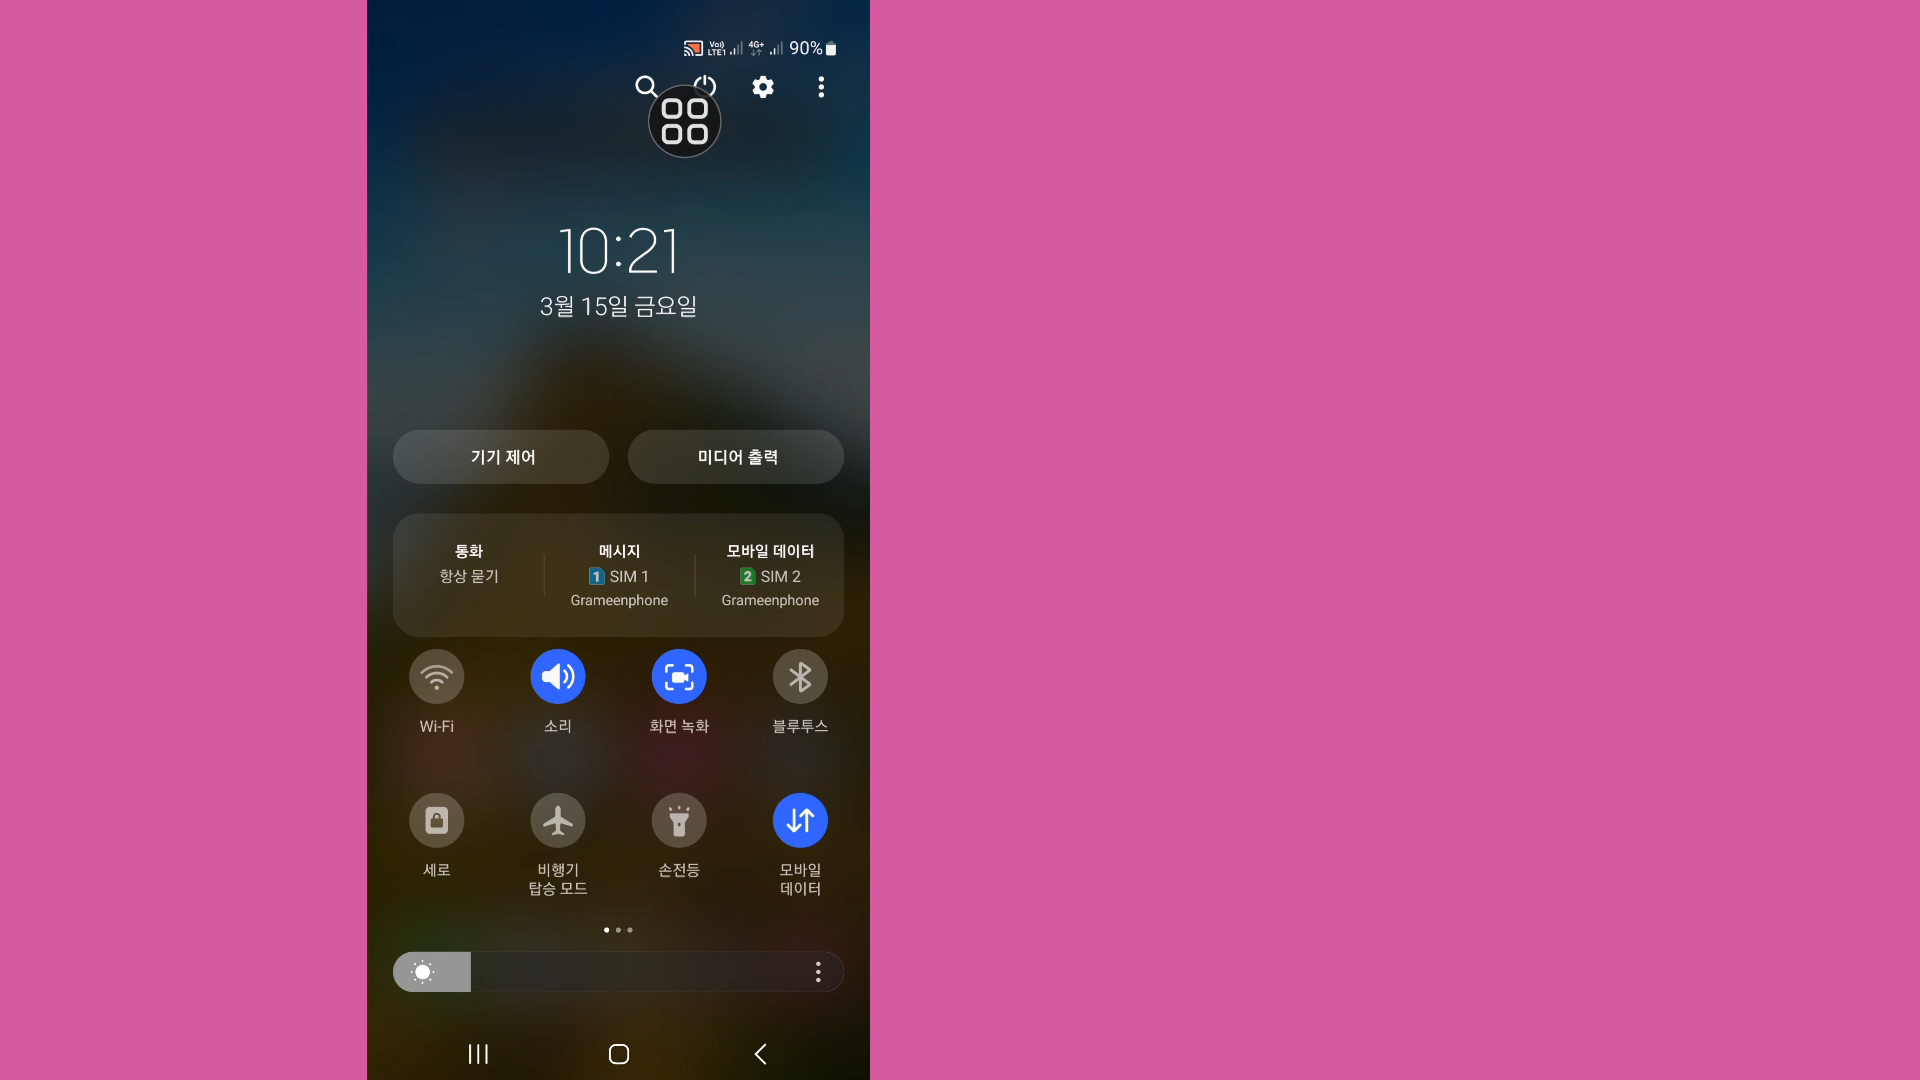 Vo)) LTE1 4G+ 90%
10:21
3월 15일 금요일
기기 제어
미디어 출력
통화
항상 묻기
메시지
1 SIM 1
Grameenphone
모바일 데이터
2 SIM 2
Grameenphone
Wi-Fi
소리
화면 녹화
블루투스
세로
비행기
탑승 모드
손전등
모바일
데이터